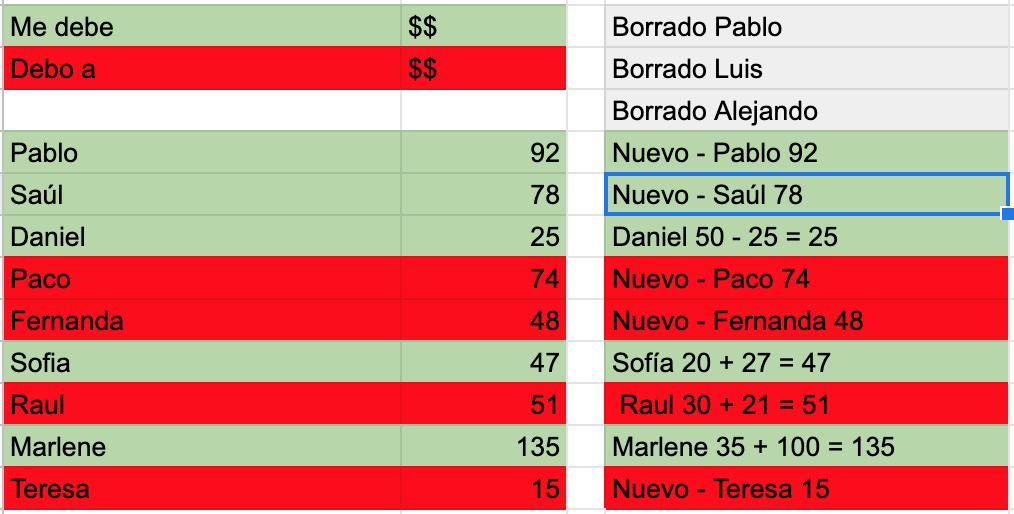 Me debe $$ Borrado Pablo
Debo a $$ Borrado Luis
Borrado Alejando
Pablo 92 Nuevo - Pablo 92
Saúl 78 Nuevo - Saúl 78
Daniel 25 Daniel 50 - 25 = 25
Paco 74 Nuevo - Paco 74
Fernanda 48 Nuevo - Fernanda 48
Sofia 47 Sofía 20 + 27 = 47
Raul 51 Raul 30 + 21 = 51
Marlene 135 Marlene 35 + 100 = 135
Teresa 15 Nuevo - Teresa 15